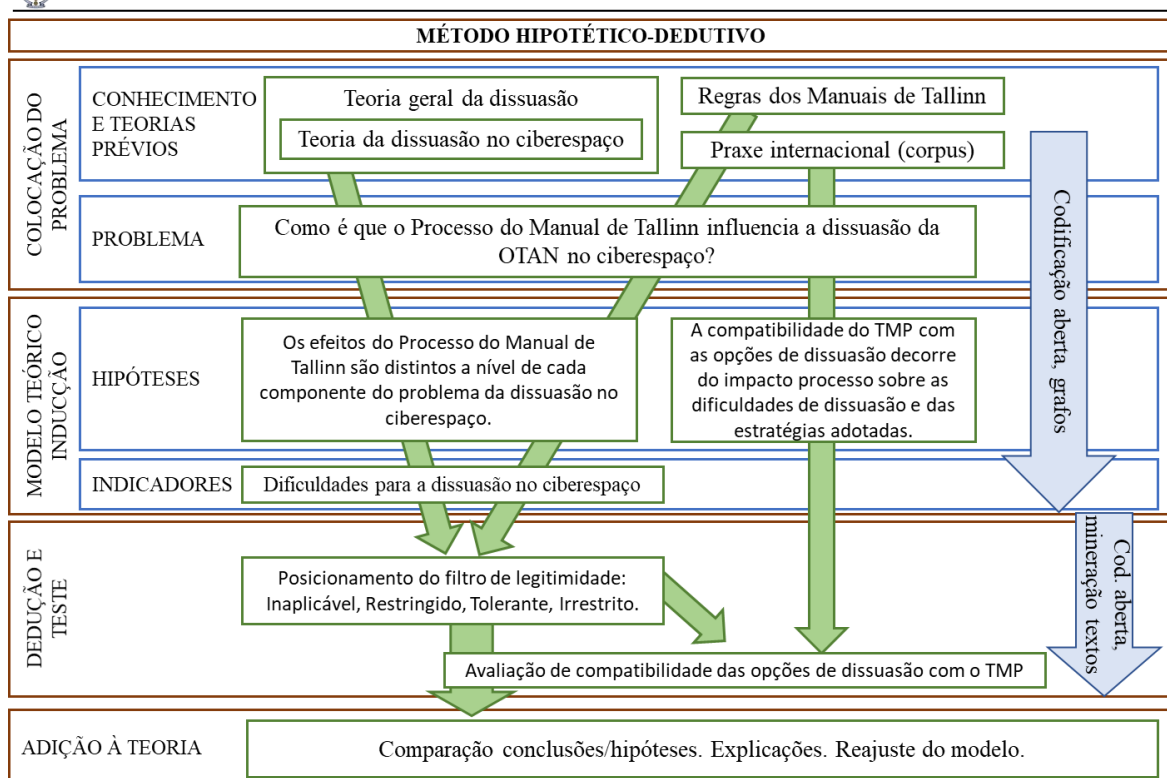 MÉTODO HIPOTÉTICO-DEDUTIVO
COLOCAÇÃO DO
PROBLEMA
CONHECIMENTO
E TEORIAS
PRÉVIOS
Teoria geral da dissuasão
Teoria da dissuasão no ciberespaço
Regras dos Manuais de Tallinn
Praxe internacional (corpus)
PROBLEMA
Como é que o Processo do Manual de Tallinn influencia a dissuasão da
OTAN no ciberespaço?
Codificação aberta, grafos
MODELO TEÓRICO
INDUCÇÃO
HIPÓTESES
Os efeitos do Processo do Manual de
Tallinn são distintos a nível de cada
componente do problema da dissuasão no
ciberespaço.
A compatibilidade do TMP com
as opções de dissuasão decorre
do impacto processo sobre as
dificuldades de dissuasão e das
estratégias adotadas.
INDICADORES
Dificuldades para a dissuasão no ciberespaço
DEDUÇÃO E
TESTE
Posicionamento do filtro de legitimidade:
Inaplicável, Restringido, Tolerante, Irrestrito.
Avaliação de compatibilidade das opções de dissuasão com o TMP
Cod. aberta,
mineração textos
ADIÇÃO À TEORIA
Comparação conclusões/hipóteses. Explicações. Reajuste do modelo.